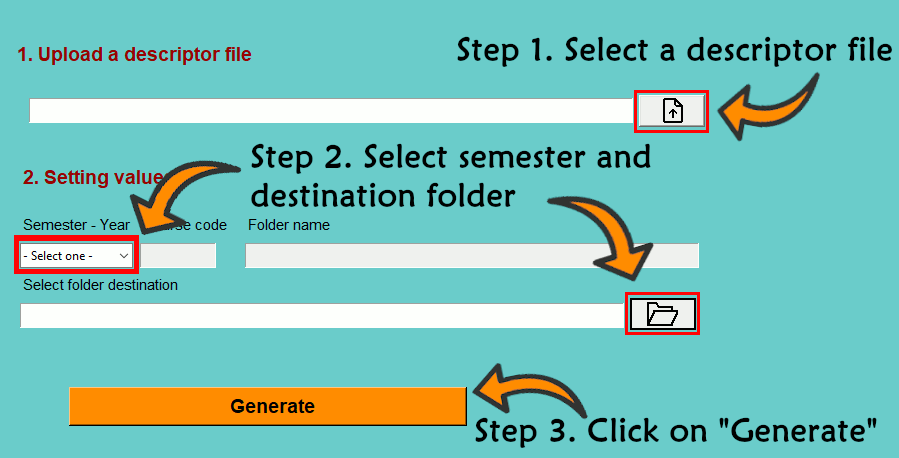 Step 1. Select a descriptor file
1. Upload a descriptor file
Step 2. Select semester and
destination folder
2. Setting value
Semester - Year
se code
Folder name
- Select one -
Select folder destination
Generate
Step 3. Click on "Generate"